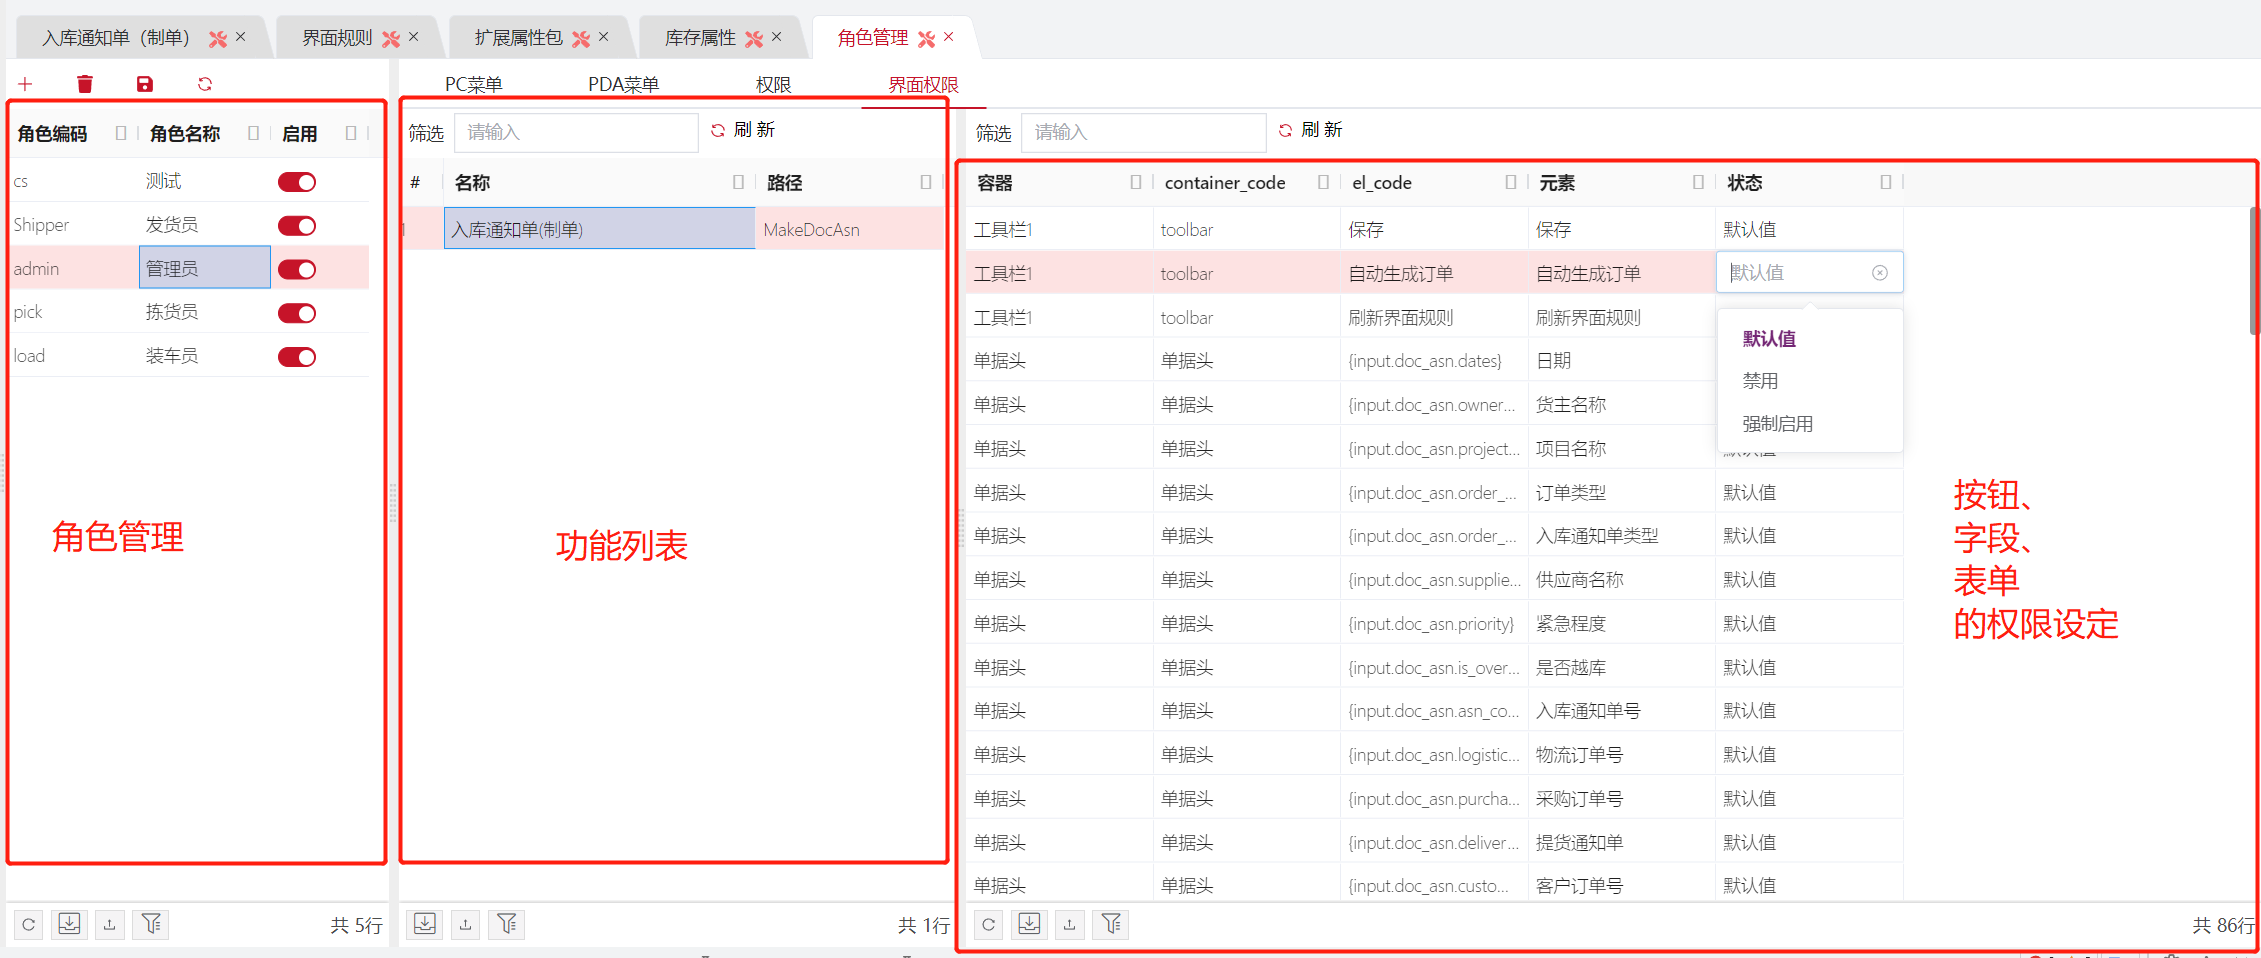 入库通知单（制单） 界面规则 扩展属性包 库存属性 角色管理
PC菜单 PDA菜单 权限 界面权限
角色编码 角色名称 启用
cs 测试
Shipper 发货员
admin 管理员
pick 拣货员
load 装车员
角色管理
共 5行
筛选 请输入 刷 新
# 名称 路径
1 入库通知单(制单) MakeDocAsn
功能列表
共 1行
筛选 请输入 刷 新
容器 container_code el_code 元素 状态
工具栏1 toolbar 保存 保存 默认值
工具栏1 toolbar 自动生成订单 自动生成订单 默认值
工具栏1 toolbar 刷新界面规则 刷新界面规则
单据头 单据头 {input.doc_asn.dates} 日期
单据头 单据头 {input.doc_asn.owner... 货主名称
单据头 单据头 {input.doc_asn.project... 项目名称
单据头 单据头 {input.doc_asn.order_... 订单类型 默认值
单据头 单据头 {input.doc_asn.order_... 入库通知单类型 默认值
单据头 单据头 {input.doc_asn.supplie... 供应商名称 默认值
单据头 单据头 {input.doc_asn.priority} 紧急程度 默认值
单据头 单据头 {input.doc_asn.is_over... 是否越库 默认值
单据头 单据头 {input.doc_asn.asn_co... 入库通知单号 默认值
单据头 单据头 {input.doc_asn.logistic... 物流订单号 默认值
单据头 单据头 {input.doc_asn.purcha... 采购订单号 默认值
单据头 单据头 {input.doc_asn.deliver... 提货通知单 默认值
单据头 单据头 {input.doc_asn.custo... 客户订单号 默认值
默认值
禁用
强制启用
按钮、
字段、
表单
的权限设定
共 86行